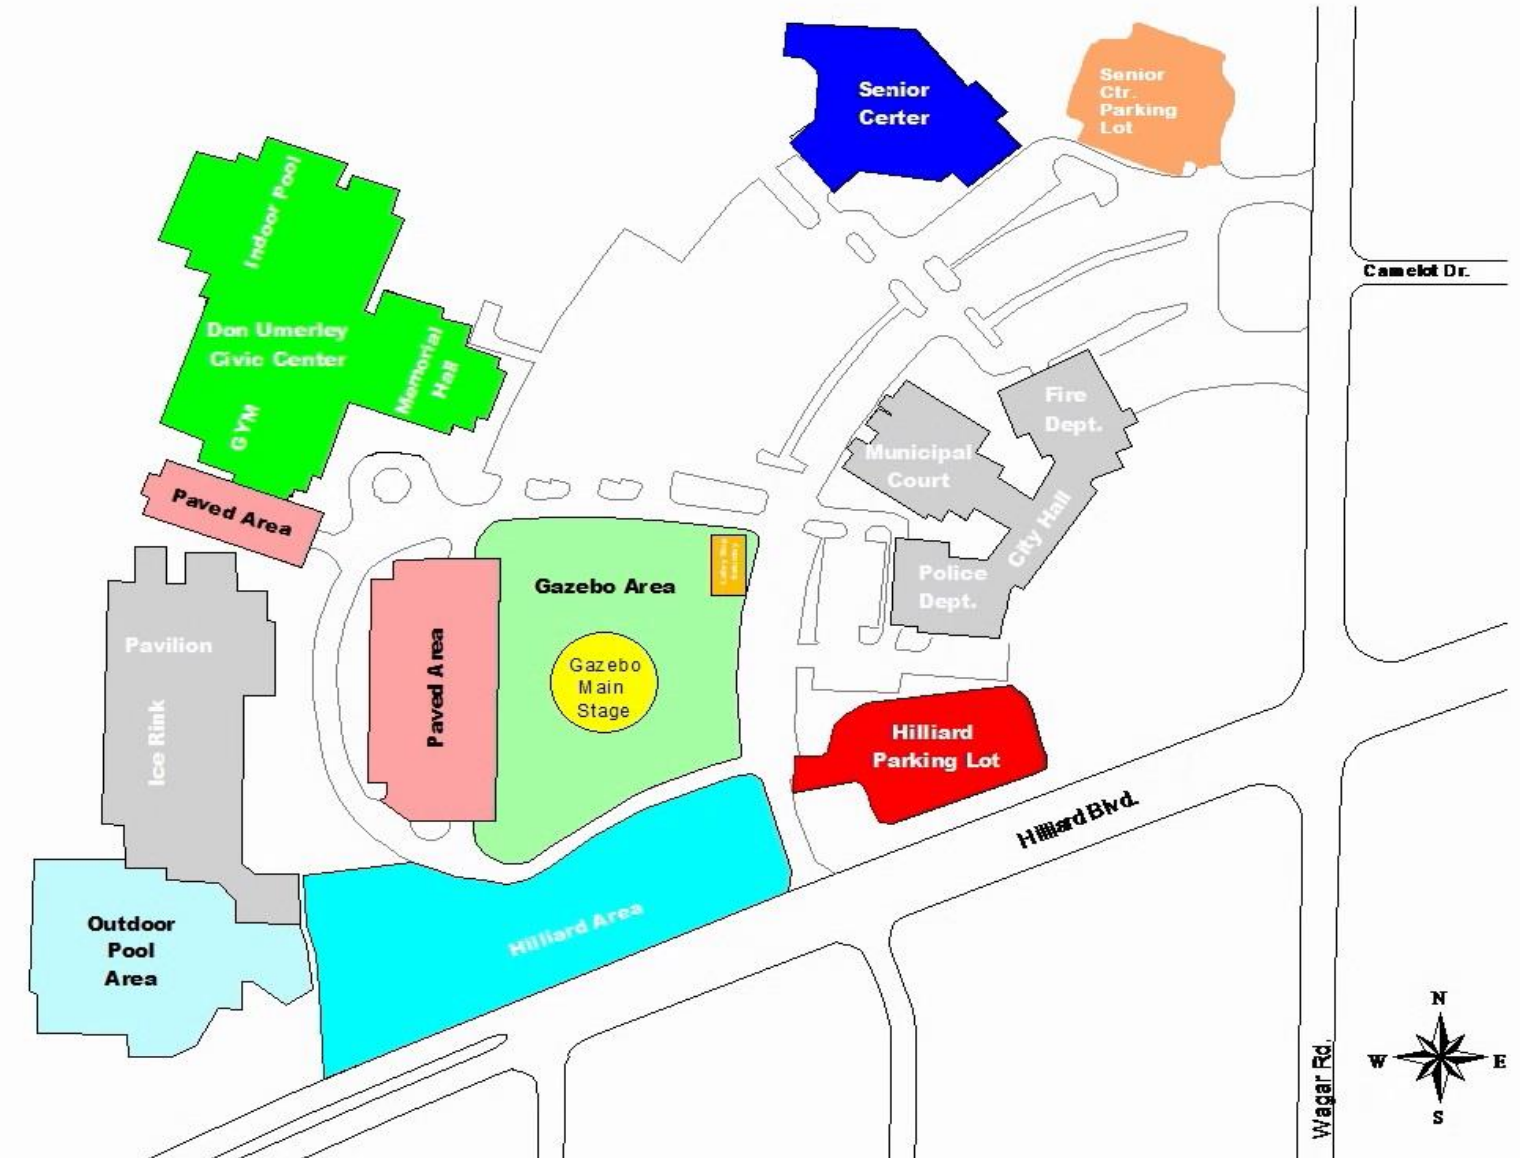 Senior
Certer
Senior
Ctr.
Parking
Lot
Indoor Pool
Camelot Dr.
Don Umerley
Civic Center
Memorial
Hall
GYM
Fire
Dept.
Municipal
Court
Paved Area
City Hall
Gazebo Area
Police
Dept.
Pavilion
Gazebo
Main
Stage
Paved Area
Ice Rink
Hilliard
Parking Lot
Hilliard Blvd.
Hilliard Area
Outdoor
Pool
Area
Wagar Rd.
N
W
E
S